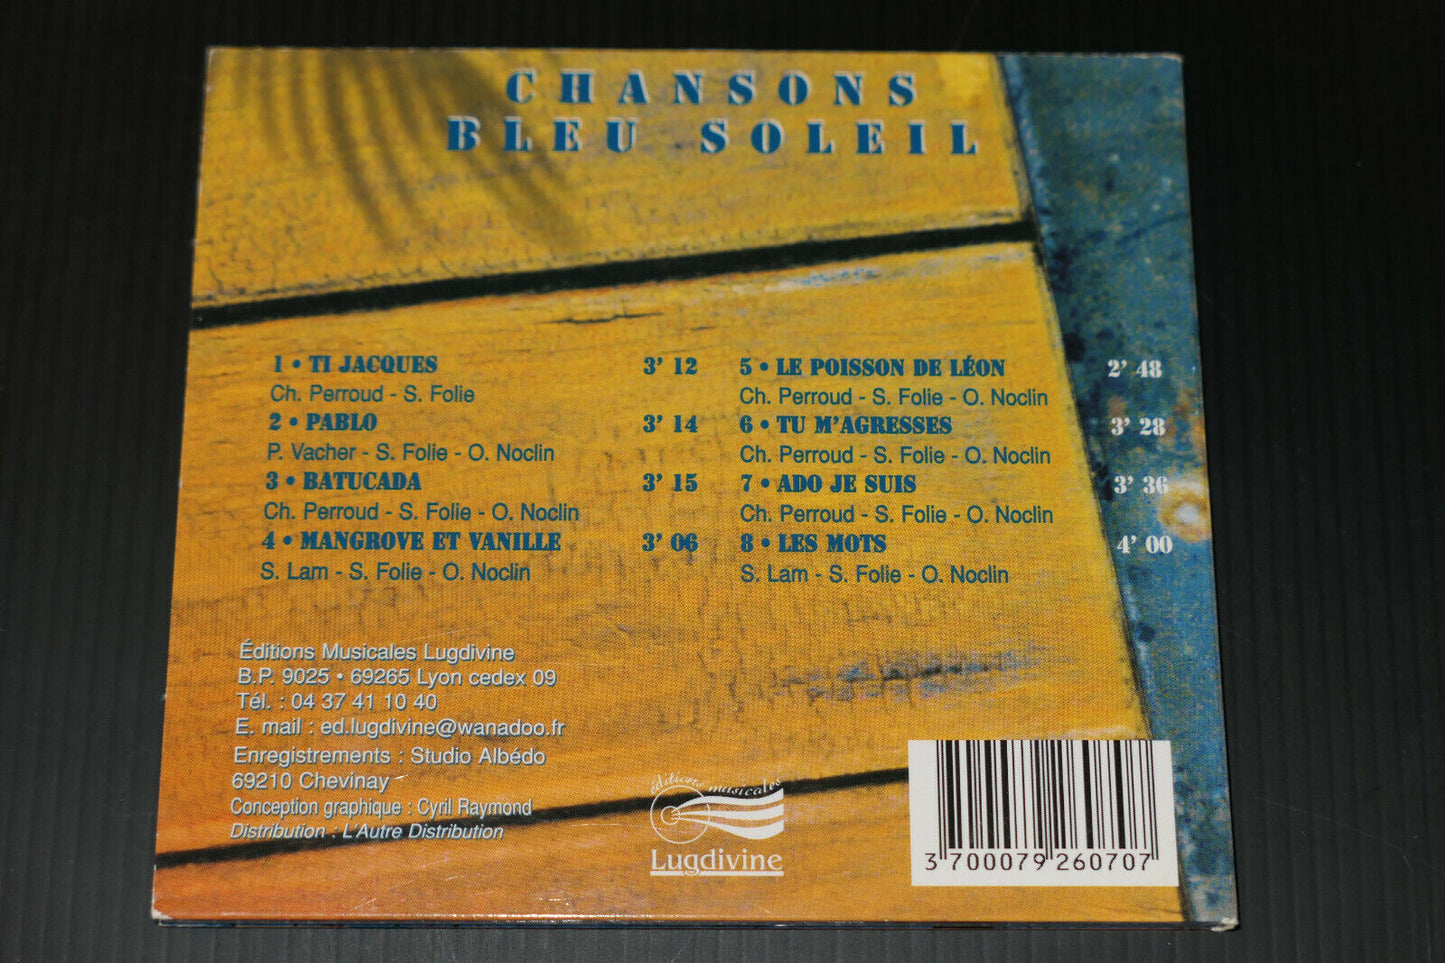 CHANSONS
BLEU SOLEIL
1 • TI JACQUES 3' 12
Ch. Perroud - S. Folie
2 • PABLO 3' 14
P. Vacher - S. Folie - O. Noclin
3 • BATUCADA 3' 15
Ch. Perroud - S. Folie - O. Noclin
4 • MANGROVE ET VANILLE 3' 06
S. Lam - S. Folie - O. Noclin
5 • LE POISSON DE LÉON 2' 48
Ch. Perroud - S. Folie - O. Noclin
6 • TU M'AGRESSES 3' 28
Ch. Perroud - S. Folie - O. Noclin
7 • ADO JE SUIS 3' 36
Ch. Perroud - S. Folie - O. Noclin
8 • LES MOTS 4' 00
S. Lam - S. Folie - O. Noclin
Éditions Musicales Lugdivine
B.P. 9025 • 69265 Lyon cedex 09
Tél. : 04 37 41 10 40
E. mail : ed.lugdivine@wanadoo.fr
Enregistrements : Studio Albédo
69210 Chevinay
Conception graphique : Cyril Raymond
Distribution : L'Autre Distribution
éditions musicales
Lugdivine
3 700079 260707